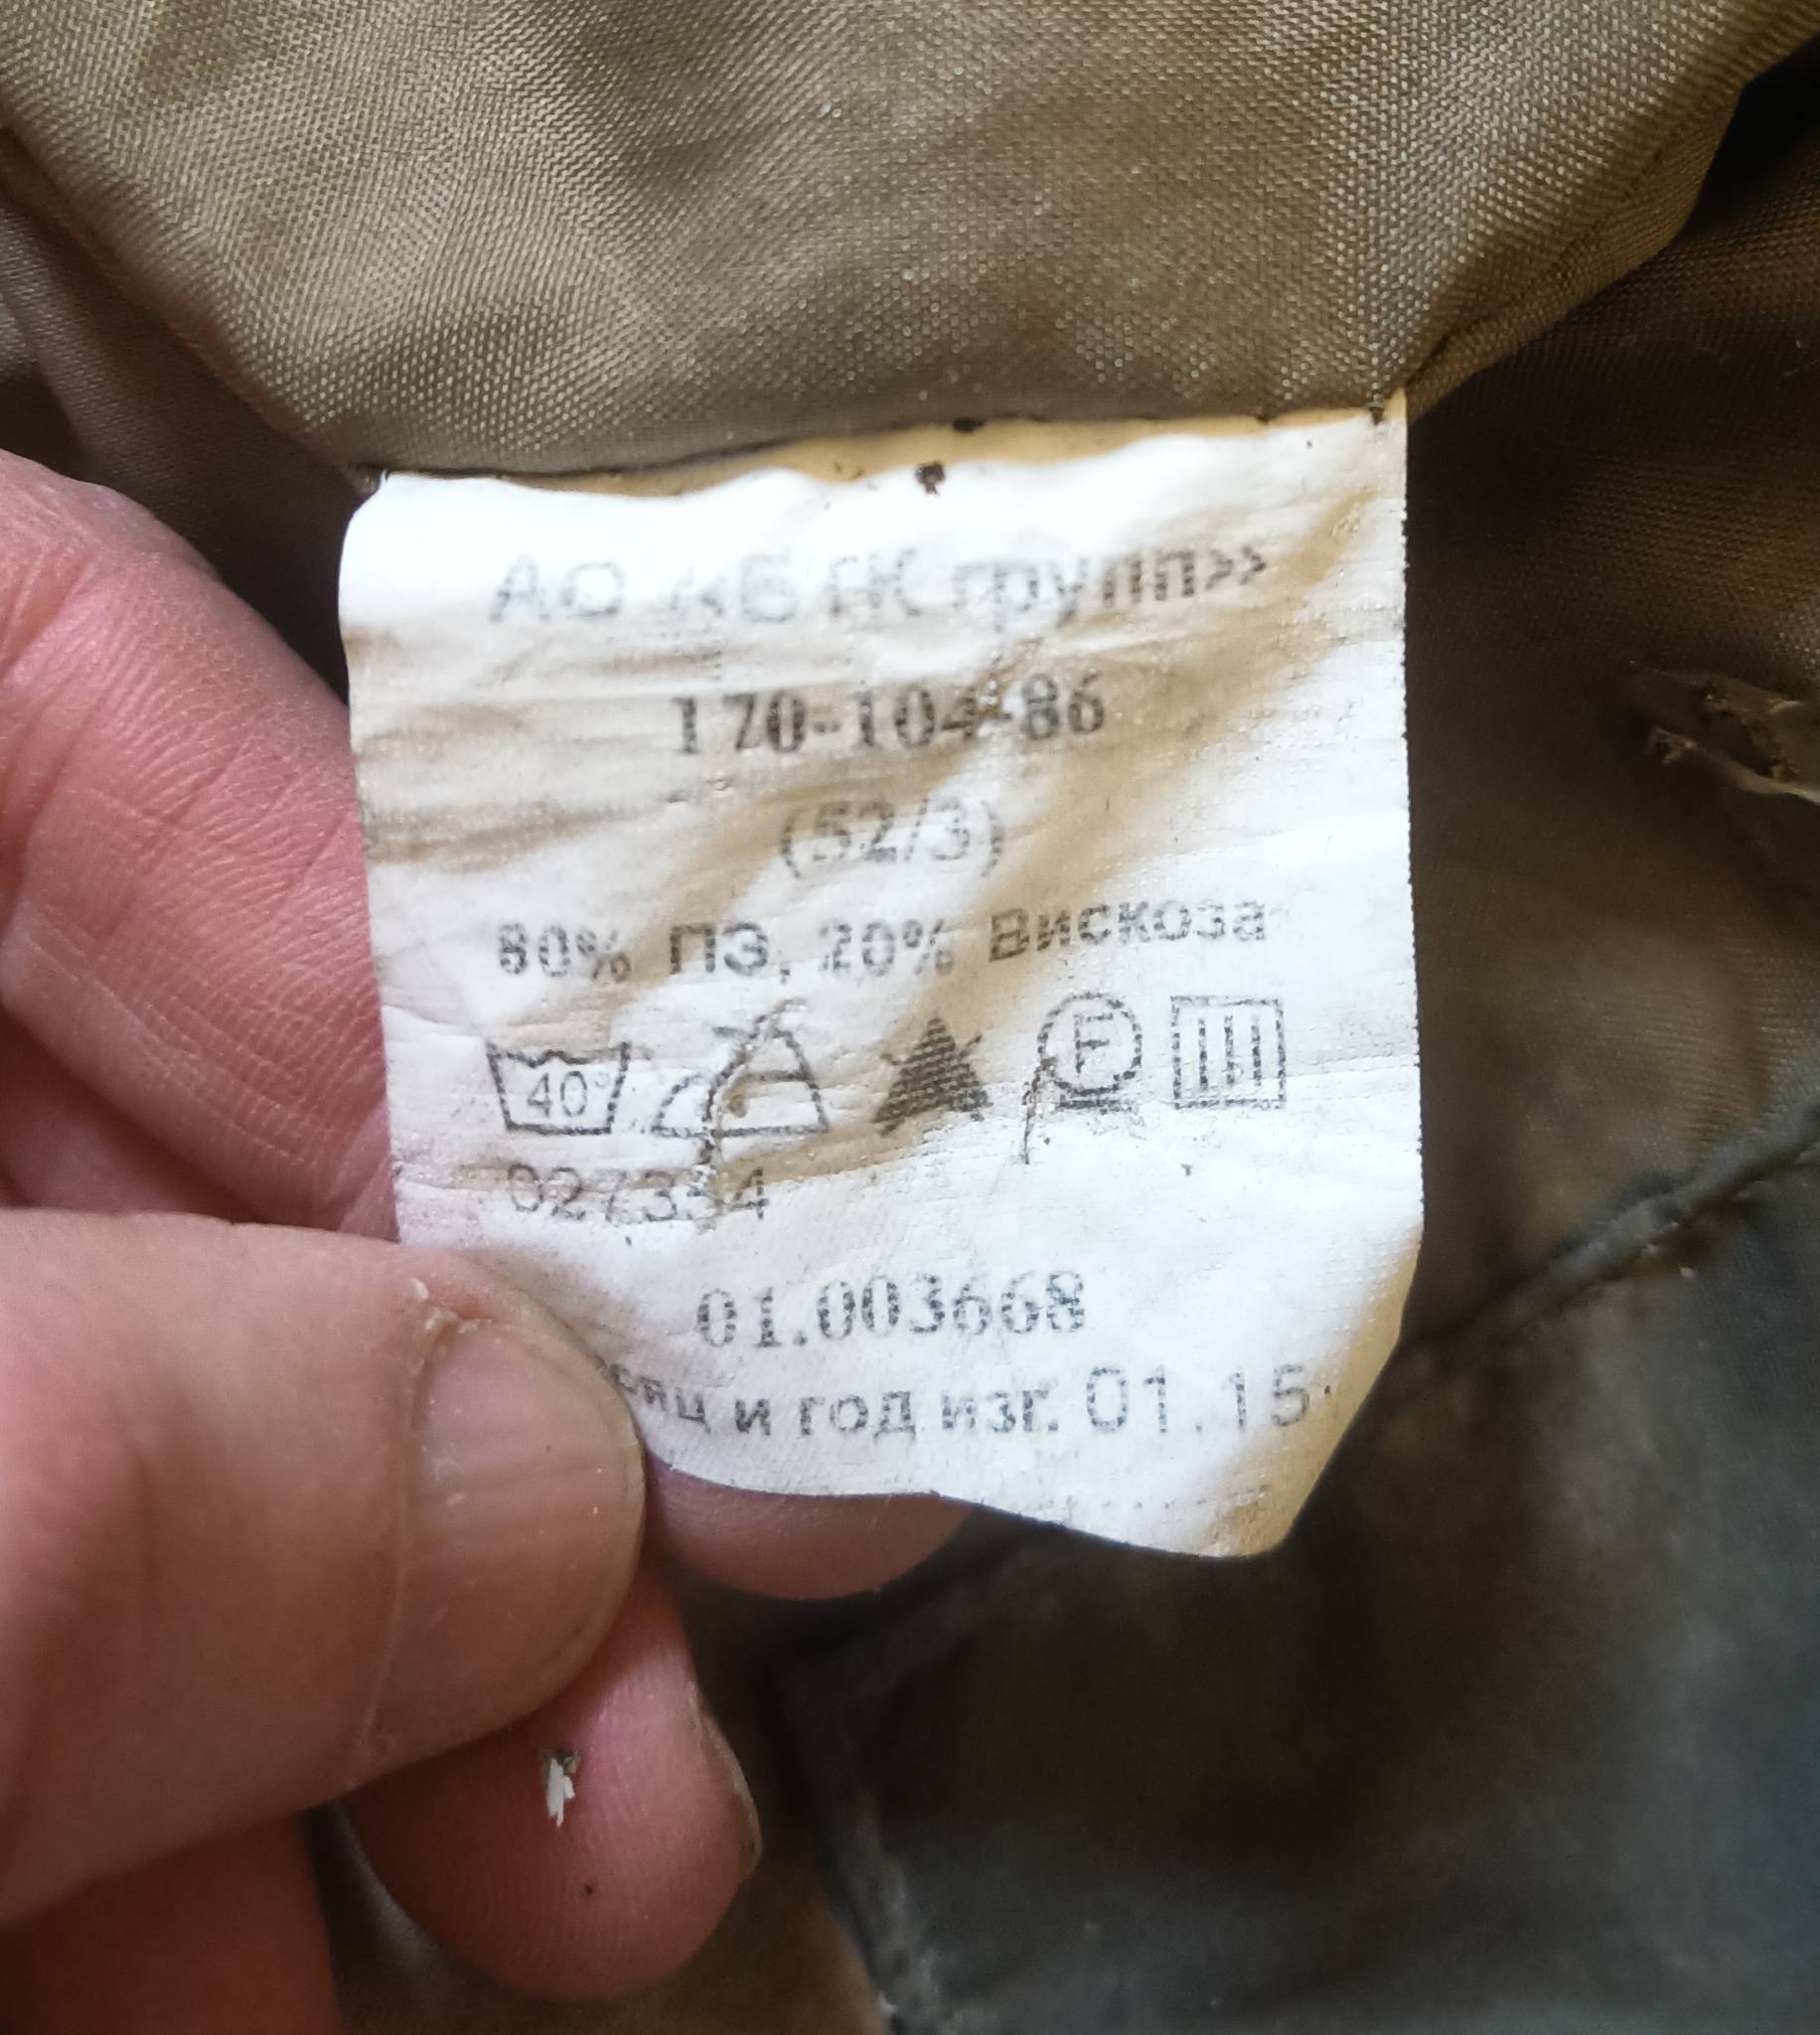 АО «БТК групп»
170-104-86
(52/3)
80% ПЭ, 20% Вискоза
40°
F
027334
01.003668
есяц и год изг. 01.15